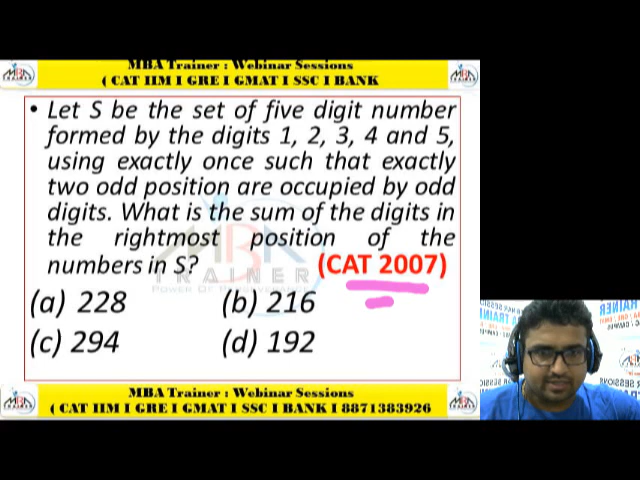 MBA Trainer : Webinar Sessions
( CAT IIM I GRE I GMAT I SSC I BANK
• Let S be the set of five digit number
formed by the digits 1, 2, 3, 4 and 5,
using exactly once such that exactly
two odd position are occupied by odd
digits. What is the sum of the digits in
the rightmost position of the
numbers in S? (CAT 2007)
(a) 228 (b) 216
(c) 294 (d) 192
MBA Trainer : Webinar Sessions
( CAT IIM I GRE I GMAT I SSC I BANK I 8871383926